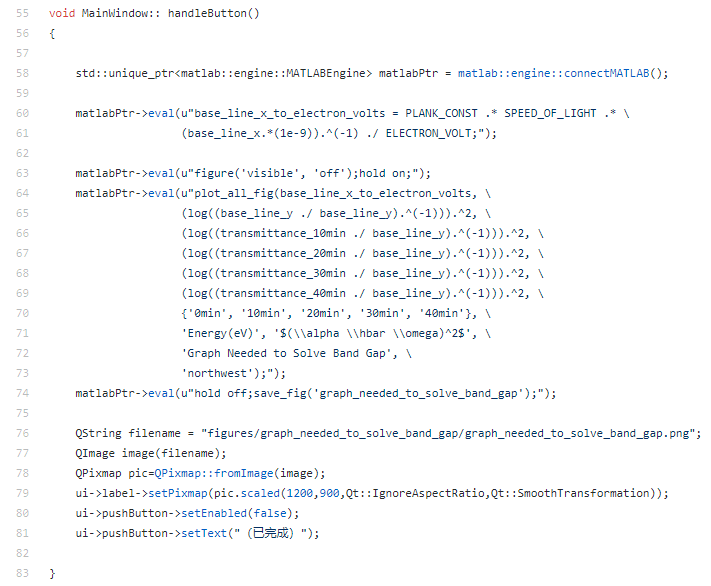 55 void MainWindow:: handleButton()
56 {
57
58 std::unique_ptr<matlab::engine::MATLABEngine> matlabPtr = matlab::engine::connectMATLAB();
59
60 matlabPtr->eval(u"base_line_x_to_electron_volts = PLANK_CONST .* SPEED_OF_LIGHT .* \
61 (base_line_x.*(1e-9)).^(-1) ./ ELECTRON_VOLT;");
62
63 matlabPtr->eval(u"figure('visible', 'off');hold on;");
64 matlabPtr->eval(u"plot_all_fig(base_line_x_to_electron_volts, \
65 (log((base_line_y ./ base_line_y).^(-1))).^2, \
66 (log((transmittance_10min ./ base_line_y).^(-1))).^2, \
67 (log((transmittance_20min ./ base_line_y).^(-1))).^2, \
68 (log((transmittance_30min ./ base_line_y).^(-1))).^2, \
69 (log((transmittance_40min ./ base_line_y).^(-1))).^2, \
70 {'0min', '10min', '20min', '30min', '40min'}, \
71 'Energy(eV)', '$(\\alpha \\hbar \\omega)^2$', \
72 'Graph Needed to Solve Band Gap', \
73 'northwest');");
74 matlabPtr->eval(u"hold off;save_fig('graph_needed_to_solve_band_gap');");
75
76 QString filename = "figures/graph_needed_to_solve_band_gap/graph_needed_to_solve_band_gap.png";
77 QImage image(filename);
78 QPixmap pic=QPixmap::fromImage(image);
79 ui->label->setPixmap(pic.scaled(1200,900,Qt::IgnoreAspectRatio,Qt::SmoothTransformation));
80 ui->pushButton->setEnabled(false);
81 ui->pushButton->setText("（已完成）");
82
83 }